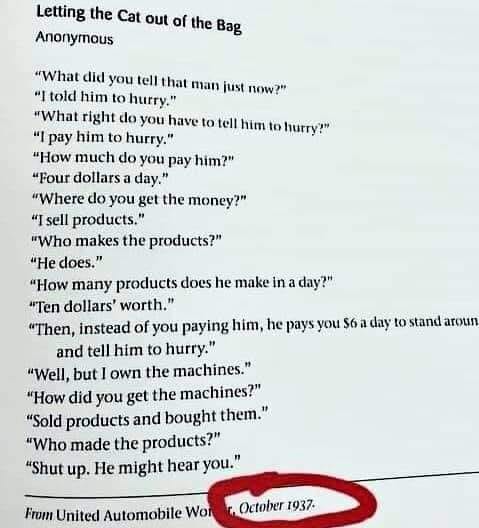 Letting the Cat out of the Bag
Anonymous
"What did you tell that man just now?"
"I told him to hurry."
"What right do you have to tell him to hurry?"
"I pay him to hurry."
"How much do you pay him?"
"Four dollars a day."
"Where do you get the money?"
"I sell products."
"Who makes the products?"
"He does."
"How many products does he make in a day?"
"Ten dollars' worth."
"Then, instead of you paying him, he pays you $6 a day to stand aroun
and tell him to hurry."
"Well, but I own the machines."
"How did you get the machines?"
"Sold products and bought them."
"Who made the products?"
"Shut up. He might hear you."
From United Automobile Wor r, October 1937.